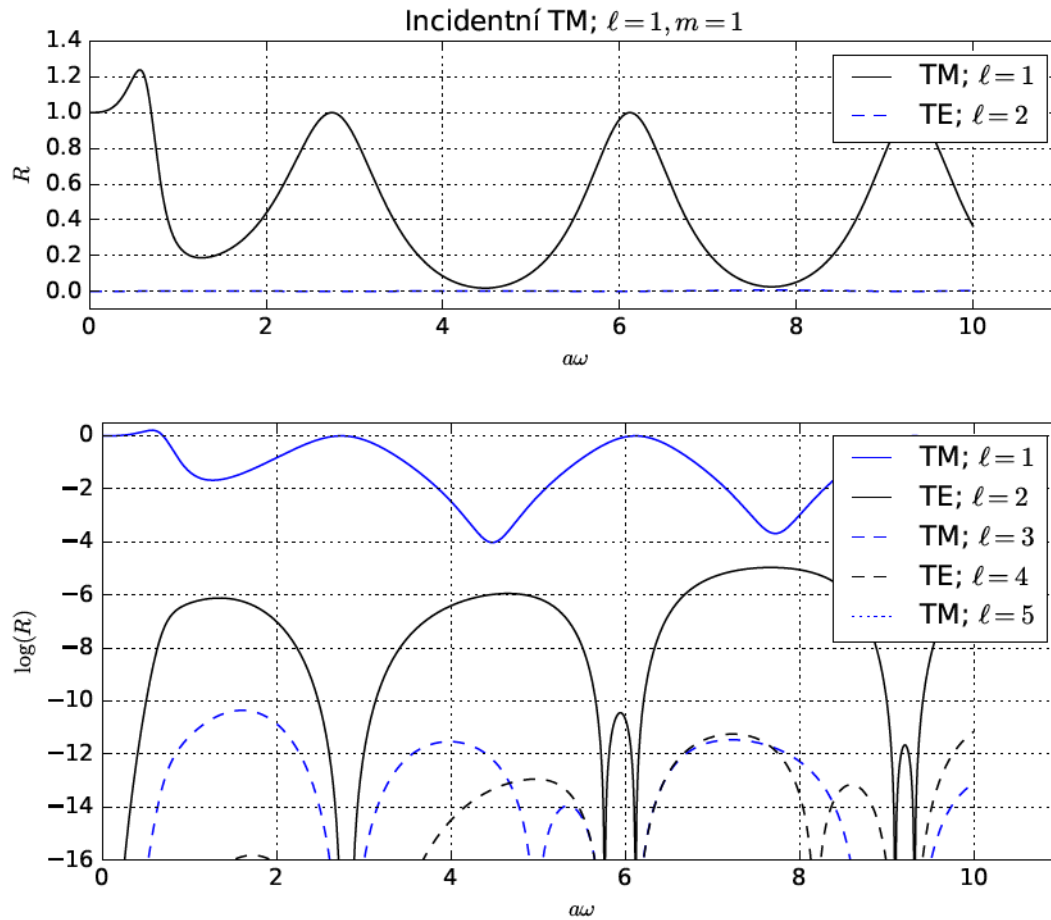 Incidentní TM; ℓ=1, m=1
1.4
1.2
1.0
0.8
0.6
0.4
0.2
0.0
R
TM; ℓ=1
TE; ℓ=2
0 2 4 6 8 10
aω
0
−2
−4
−6
−8
−10
−12
−14
−16
log(R)
TM; ℓ=1
TE; ℓ=2
TM; ℓ=3
TE; ℓ=4
TM; ℓ=5
0 2 4 6 8 10
aω